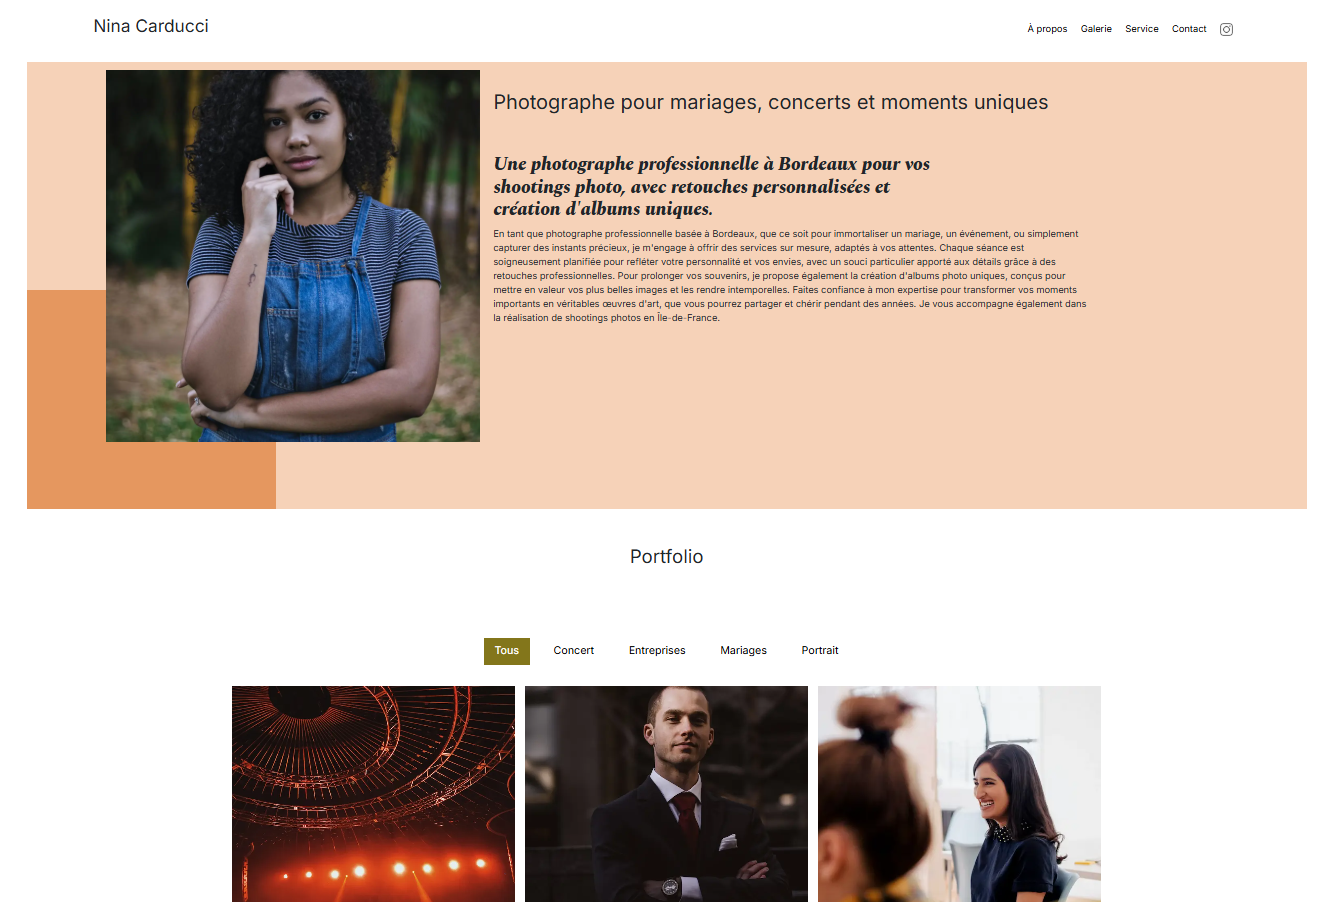 Nina Carducci
À propos Galerie Service Contact
Photographe pour mariages, concerts et moments uniques
Une photographe professionnelle à Bordeaux pour vos
shootings photo, avec retouches personnalisées et
création d'albums uniques.
En tant que photographe professionnelle basée à Bordeaux, que ce soit pour immortaliser un mariage, un événement, ou simplement
capturer des instants précieux, je m'engage à offrir des services sur mesure, adaptés à vos attentes. Chaque séance est
soigneusement planifiée pour refléter votre personnalité et vos envies, avec un souci particulier apporté aux détails grâce à des
retouches professionnelles. Pour prolonger vos souvenirs, je propose également la création d'albums photo uniques, conçus pour
mettre en valeur vos plus belles images et les rendre intemporelles. Faites confiance à mon expertise pour transformer vos moments
importants en véritables œuvres d'art, que vous pourrez partager et chérir pendant des années. Je vous accompagne également dans
la réalisation de shootings photos en Île-de-France.
Portfolio
Tous Concert Entreprises Mariages Portrait